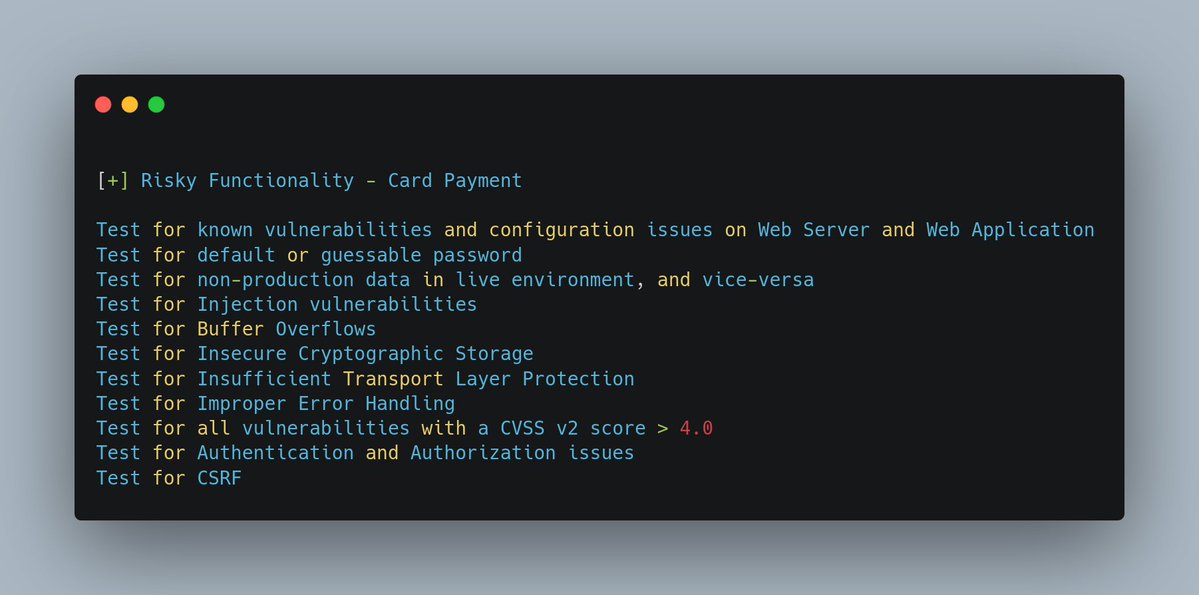 [+] Risky Functionality - Card Payment
Test for known vulnerabilities and configuration issues on Web Server and Web Application
Test for default or guessable password
Test for non-production data in live environment, and vice-versa
Test for Injection vulnerabilities
Test for Buffer Overflows
Test for Insecure Cryptographic Storage
Test for Insufficient Transport Layer Protection
Test for Improper Error Handling
Test for all vulnerabilities with a CVSS v2 score > 4.0
Test for Authentication and Authorization issues
Test for CSRF